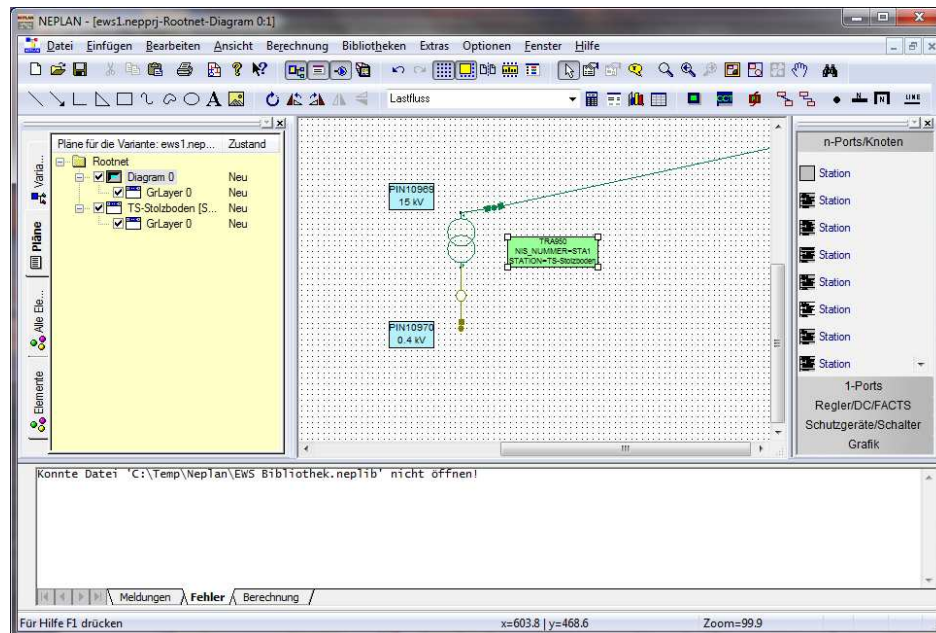 NEPLAN - [ews1.nepprj-Rootnet-Diagram 0:1]
Datei Einfügen Bearbeiten Ansicht Berechnung Bibliotheken Extras Optionen Fenster Hilfe
Lastfluss
LINE
Pläne für die Variante: ews1.nep... Zustand
Rootnet
Diagram 0 Neu
GrLayer 0 Neu
TS-Stolzboden [S... Neu
GrLayer 0 Neu
Varia...
Pläne
Alle Ele...
Elemente
PIN10969
15 kV
TRA950
NIS_NUMMER=STA1
STATION=TS-Stolzboden
PIN10970
0.4 kV
n-Ports/Knoten
Station
Station
Station
Station
Station
Station
Station
Station
1-Ports
Regler/DC/FACTS
Schutzgeräte/Schalter
Grafik
Konnte Datei 'C:\Temp\Neplan\EWS Bibliothek.neplib' nicht öffnen!
Meldungen Fehler Berechnung
Für Hilfe F1 drücken x=603.8 | y=468.6 Zoom=99.9